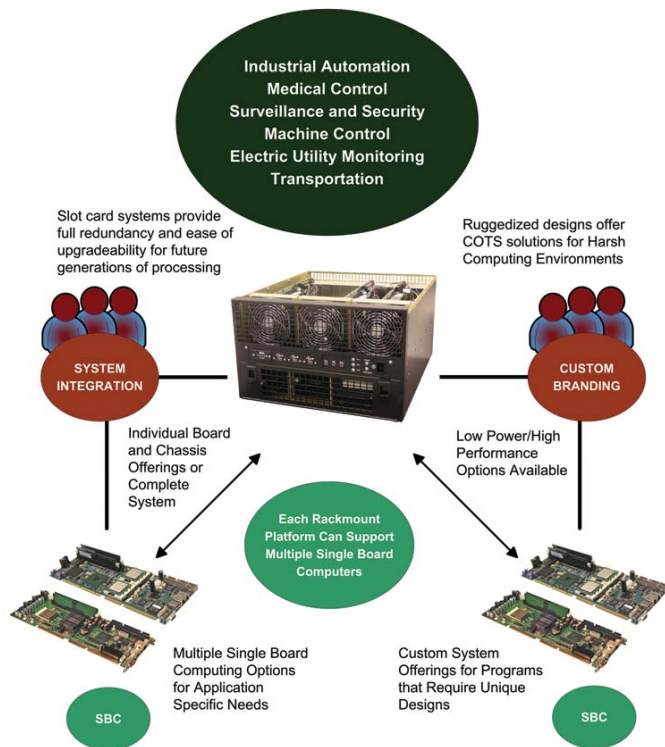 Industrial Automation
Medical Control
Surveillance and Security
Machine Control
Electric Utility Monitoring
Transportation
Slot card systems provide
full redundancy and ease of
upgradeability for future
generations of processing
Ruggedized designs offer
COTS solutions for Harsh
Computing Environments
SYSTEM
INTEGRATION
CUSTOM
BRANDING
Individual Board
and Chassis
Offerings or
Complete
System
Low Power/High
Performance
Options Available
Each Rackmount
Platform Can Support
Multiple Single Board
Computers
Multiple Single Board
Computing Options
for Application
Specific Needs
Custom System
Offerings for Programs
that Require Unique
Designs
SBC
SBC